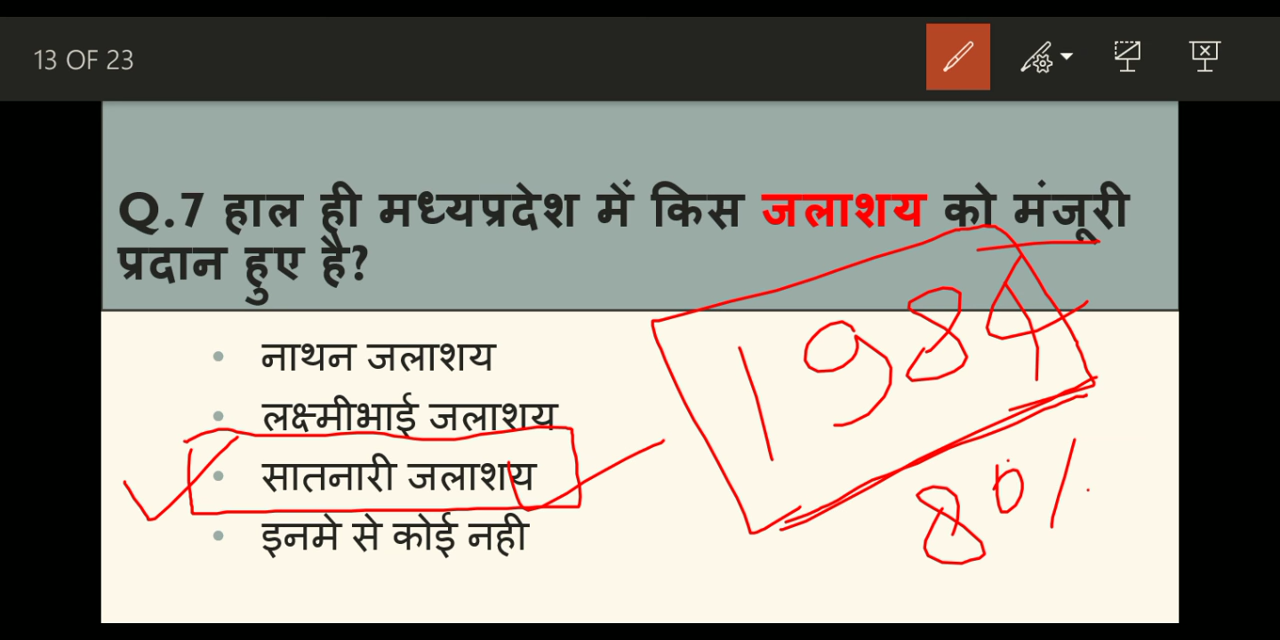 13 OF 23
Q.7 हाल ही मध्यप्रदेश में किस जलाशय को मंजूरी
प्रदान हुए है?
• नाथन जलाशय
• लक्ष्मीभाई जलाशय
• सातनारी जलाशय
• इनमे से कोई नही
1984
80%